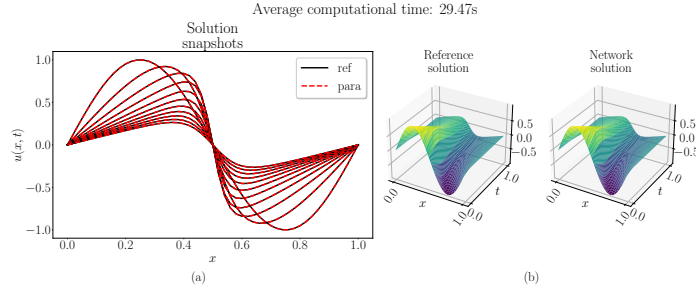 Average computational time: 29.47s
Solution
snapshots
1.0
0.5
0.0
−0.5
−1.0
u(x, t)
0.0
0.2
0.4
0.6
0.8
1.0
x
ref
para
(a)
Reference
solution
0.5
0.0
−0.5
0.0
x
1.0
0.0
t
1.0
Network
solution
0.5
0.0
−0.5
0.0
x
1.0
0.0
t
1.0
(b)